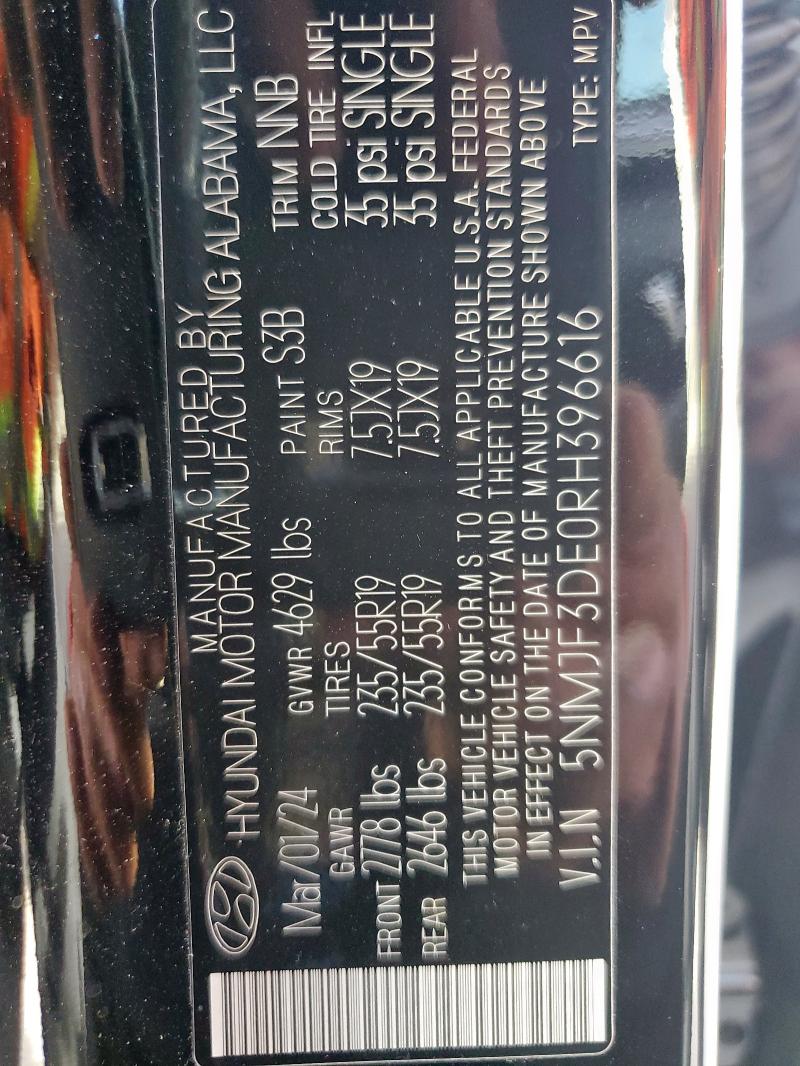 MANUFACTURED BY
HYUNDAI MOTOR MANUFACTURING ALABAMA, LLC
Mar/01/24 GVWR 4629 lbs PAINT S3B TRIM NNB
GAWR TIRES RIMS COLD TIRE INFL
FRONT 2778 lbs 235/55R19 7.5JX19 35 psi SINGLE
REAR 2646 lbs 235/55R19 7.5JX19 35 psi SINGLE
THIS VEHICLE CONFORMS TO ALL APPLICABLE U.S.A. FEDERAL
MOTOR VEHICLE SAFETY AND THEFT PREVENTION STANDARDS
IN EFFECT ON THE DATE OF MANUFACTURE SHOWN ABOVE
V.I.N 5NMJF3DE0RH396616 TYPE: MPV